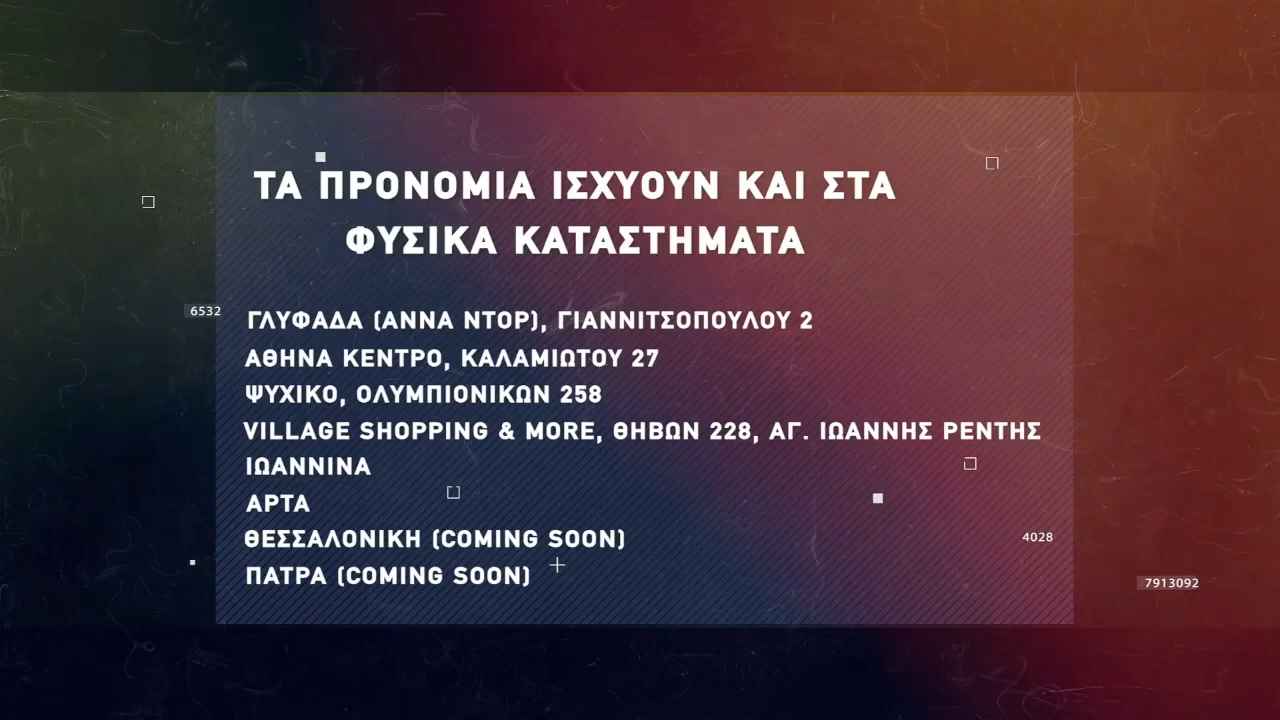 ΤΑ ΠΡΟΝΟΜΙΑ ΙΣΧΥΟΥΝ ΚΑΙ ΣΤΑ
ΦΥΣΙΚΑ ΚΑΤΑΣΤΗΜΑΤΑ
6532
ΓΛΥΦΑΔΑ (ΑΝΝΑ ΝΤΟΡ), ΓΙΑΝΝΙΤΣΟΠΟΥΛΟΥ 2
ΑΘΗΝΑ ΚΕΝΤΡΟ, ΚΑΛΑΜΙΩΤΟΥ 27
ΨΥΧΙΚΟ, ΟΛΥΜΠΙΟΝΙΚΩΝ 258
VILLAGE SHOPPING & MORE, ΘΗΒΩΝ 228, ΑΓ. ΙΩΑΝΝΗΣ ΡΕΝΤΗΣ
ΙΩΑΝΝΙΝΑ
ΑΡΤΑ
ΘΕΣΣΑΛΟΝΙΚΗ (COMING SOON)
4028
ΠΑΤΡΑ (COMING SOON)
7913092